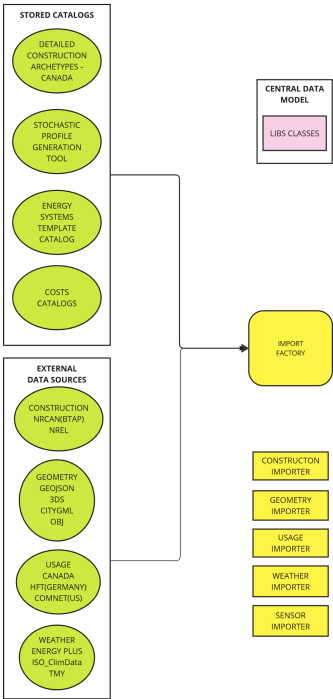 STORED CATALOGS
DETAILED
CONSTRUCTION
ARCHETYPES -
CANADA
STOCHASTIC
PROFILE
GENERATION
TOOL
ENERGY
SYSTEMS
TEMPLATE
CATALOG
COSTS
CATALOGS
EXTERNAL
DATA SOURCES
CONSTRUCTION
NRCAN(BTAP)
NREL
GEOMETRY
GEOJSON
3DS
CITYGML
OBJ
USAGE
CANADA
HFT(GERMANY)
COMNET(US)
WEATHER
ENERGY PLUS
ISO_ClimData
TMY
CENTRAL DATA
MODEL
LIBS CLASSES
IMPORT
FACTORY
CONSTRUCTON
IMPORTER
GEOMETRY
IMPORTER
USAGE
IMPORTER
WEATHER
IMPORTER
SENSOR
IMPORTER